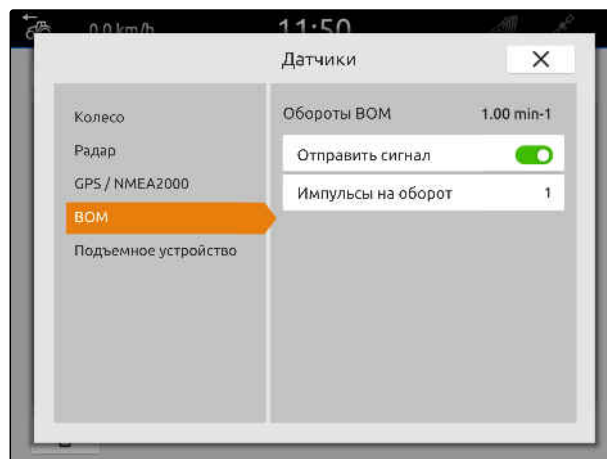 0.0 km/h
11:50
Датчики
Колесо
Радар
GPS / NMEA2000
ВОМ
Подъемное устройство
Обороты ВОМ 1.00 min-1
Отправить сигнал
Импульсы на оборот 1